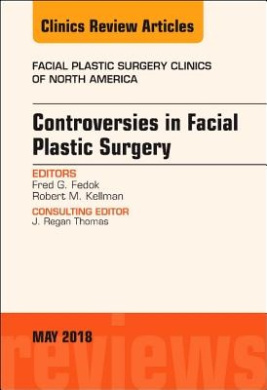 Clinics Review Articles
FACIAL PLASTIC SURGERY CLINICS
OF NORTH AMERICA
Controversies in Facial
Plastic Surgery
EDITORS
Fred G. Fedok
Robert M. Kellman
CONSULTING EDITOR
J. Regan Thomas
MAY 2018
reviews